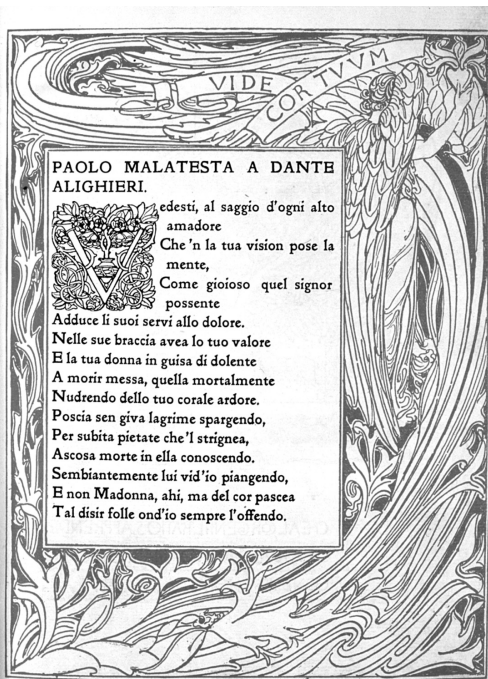 VIDE
COR TVVM
PAOLO MALATESTA A DANTE
ALIGHIERI.
Vedesti, al saggio d'ogni alto
amadore
Che 'n la tua vision pose la
mente,
Come gioioso quel signor
possente
Adduce li suoi servi allo dolore.
Nelle sue braccia avea lo tuo valore
E la tua donna in guisa di dolente
A morir messa, quella mortalmente
Nudrendo dello tuo corale ardore.
Poscia sen giva lagrime spargendo,
Per subita pietate che'l strignea,
Ascosa morte in ella conoscendo.
Sembiantemente lui vid'io piangendo,
E non Madonna, ahi, ma del cor pascea
Tal disir folle ond'io sempre l'offendo.